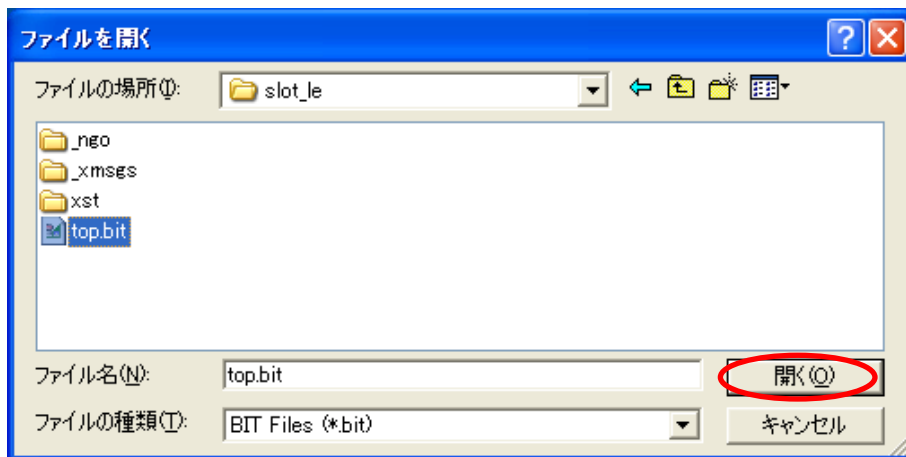 ファイルを開く
ファイルの場所(I):
slot_le
_ngo
_xmsgs
xst
top.bit
ファイル名(N):
top.bit
開く(O)
ファイルの種類(T):
BIT Files (*.bit)
キャンセル